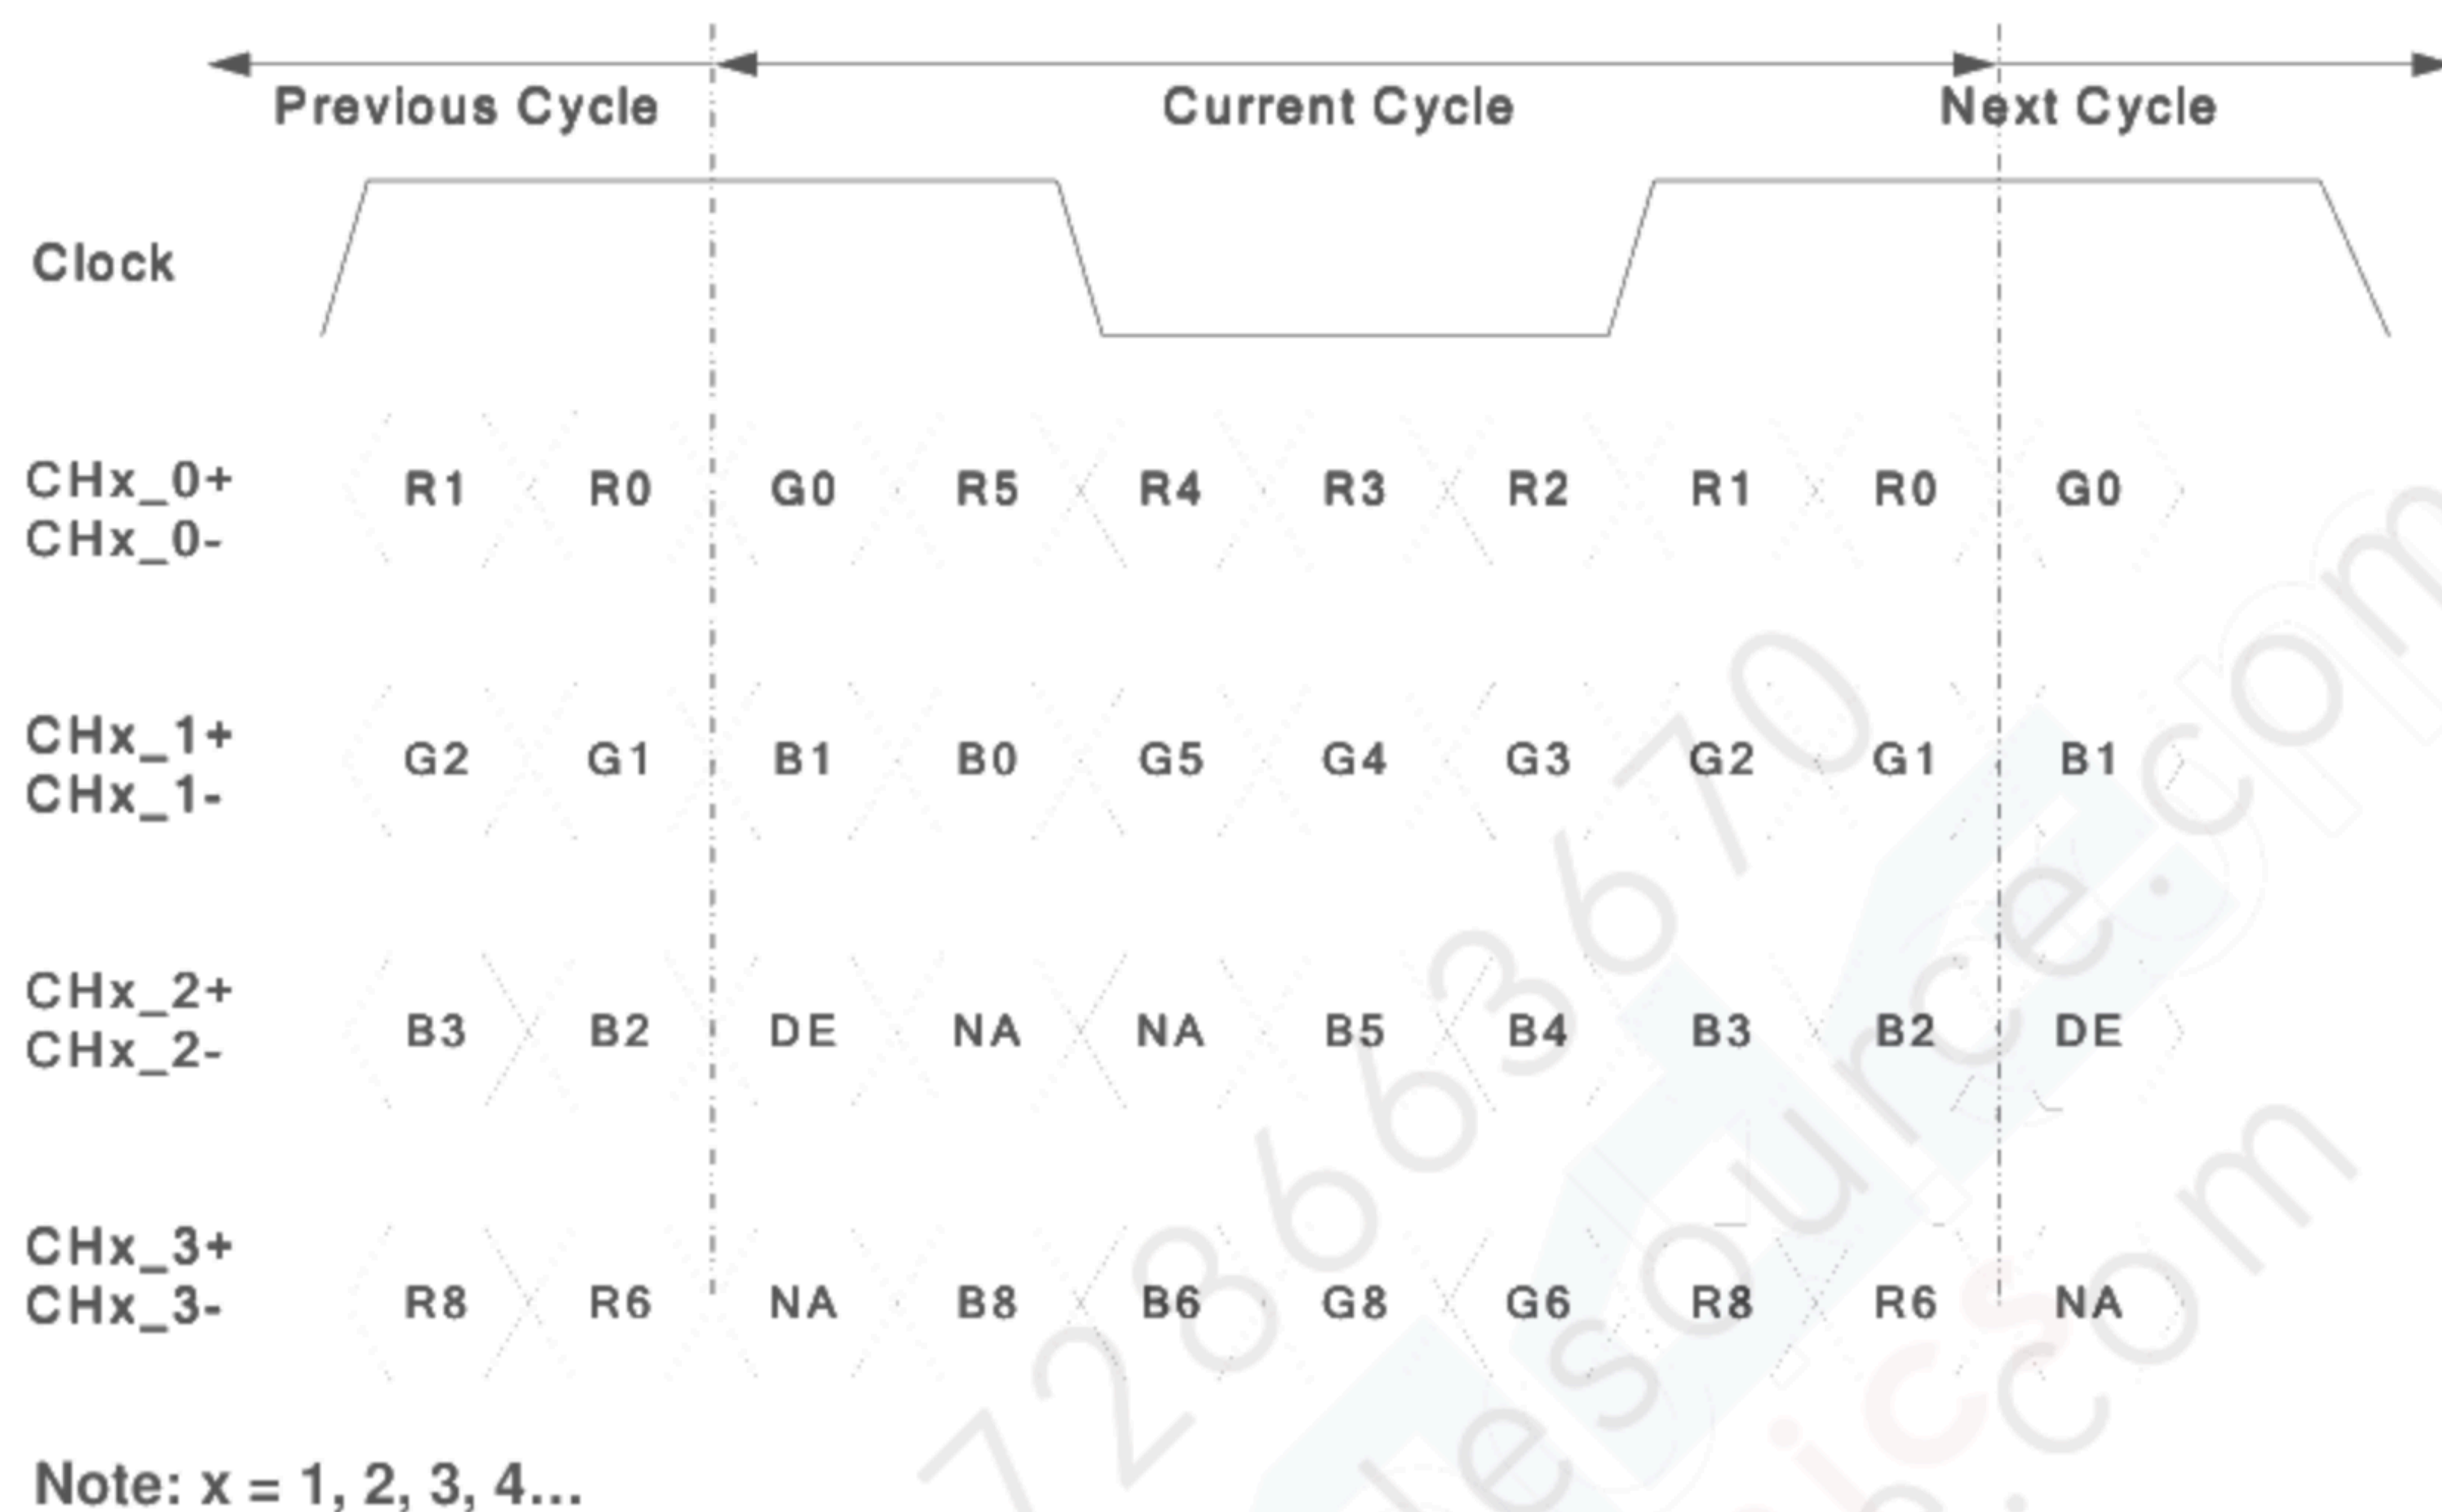 Previous Cycle Current Cycle Next Cycle
Clock
CHx_0+
CHx_0-
R1 R0 G0 R5 R4 R3 R2 R1 R0 G0
CHx_1+
CHx_1-
G2 G1 B1 B0 G5 G4 G3 G2 G1 B1
CHx_2+
CHx_2-
B3 B2 DE NA NA B5 B4 B3 B2 DE
CHx_3+
CHx_3-
R8 R6 NA B8 B6 G8 G6 R8 R6 NA
Note: x = 1, 2, 3, 4...